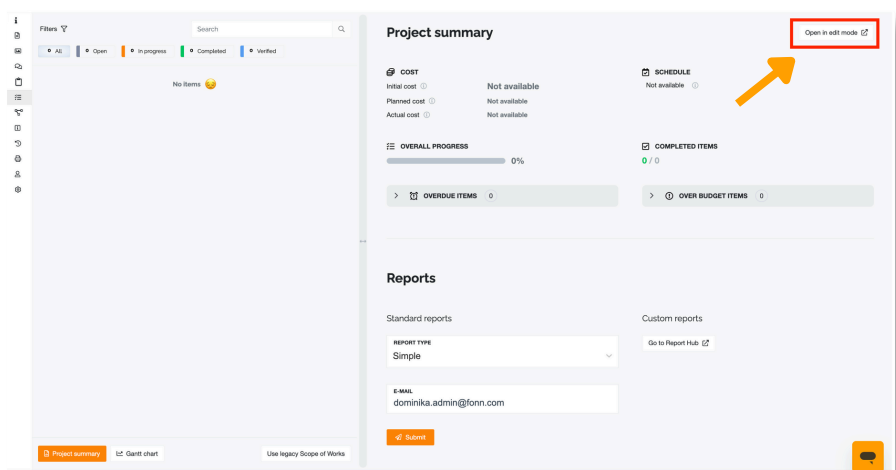 Filters
Search
0 All
0 Open
0 In progress
0 Completed
0 Verified
No items
Project summary
Gantt chart
Use legacy Scope of Works
Project summary
Open in edit mode
COST
Initial cost
Not available
Planned cost
Not available
Actual cost
Not available
SCHEDULE
Not available
OVERALL PROGRESS
0%
COMPLETED ITEMS
0 / 0
OVERDUE ITEMS 0
OVER BUDGET ITEMS 0
Reports
Standard reports
REPORT TYPE
Simple
E-MAIL
dominika.admin@fonn.com
Submit
Custom reports
Go to Report Hub